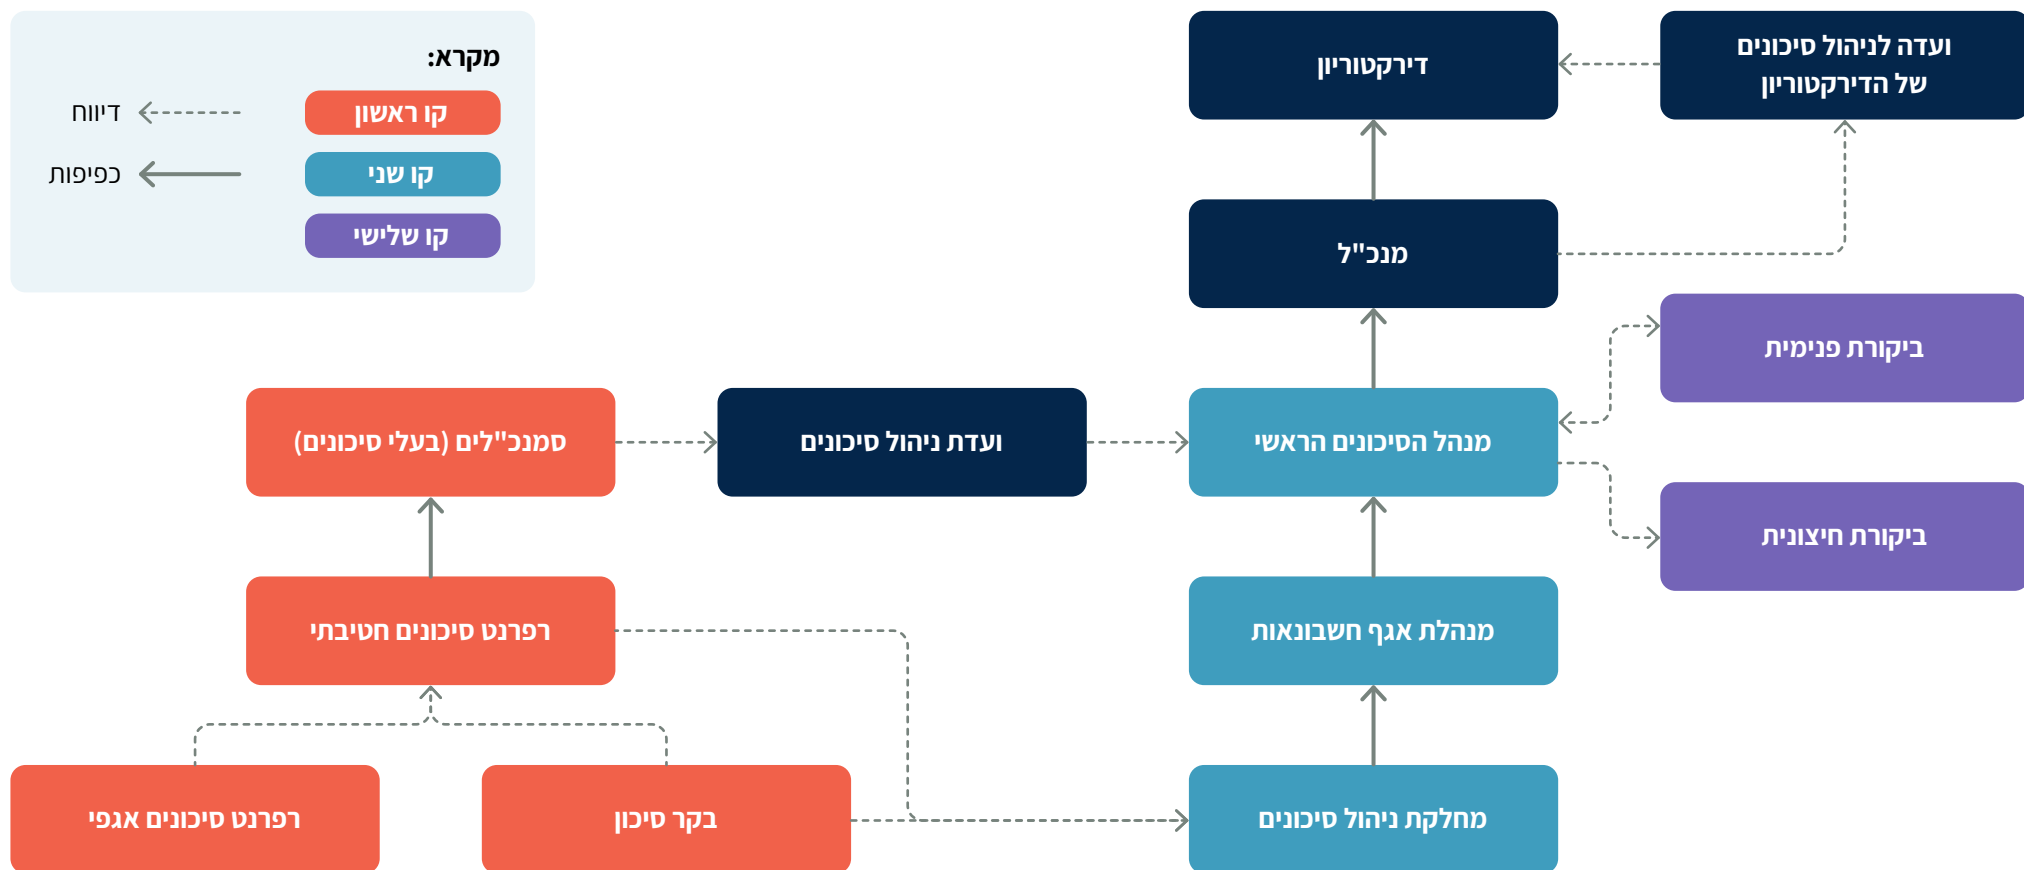 ועדה לניהול סיכונים
של הדירקטוריון
דירקטוריון
מקרא:
קו ראשון
דיווח
קו שני
כפיפות
קו שלישי
מנכ"ל
ביקורת פנימית
מנהל הסיכונים הראשי
ועדת ניהול סיכונים
סמנכ"לים (בעלי סיכונים)
ביקורת חיצונית
מנהלת אגף חשבונאות
רפרנט סיכונים חטיבתי
מחלקת ניהול סיכונים
בקר סיכון
רפרנט סיכונים אגפי